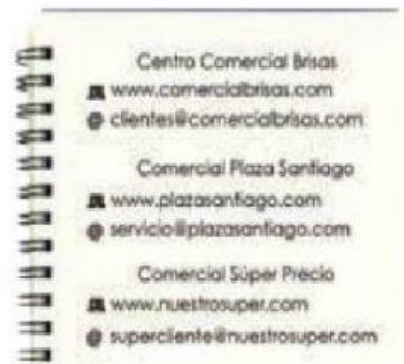 Centro Comercial Brisas
www.comercialbrisas.com
@ clientes@comercialbrisas.com
Comercial Plaza Santiago
www.plazasantiago.com
@ servicio@plazasantiago.com
Comercial Súper Precio
www.nuestrosuper.com
@ supercliente@nuestrosuper.com